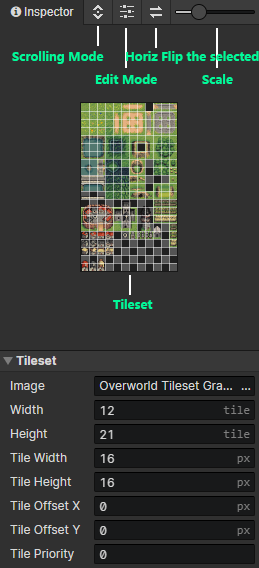 Inspector
Scrolling Mode
Horiz Flip the selected
Edit Mode
Scale
Tileset
Tileset
Image Overworld Tileset Gra... ...
Width 12 tile
Height 21 tile
Tile Width 16 px
Tile Height 16 px
Tile Offset X 0 px
Tile Offset Y 0 px
Tile Priority 0